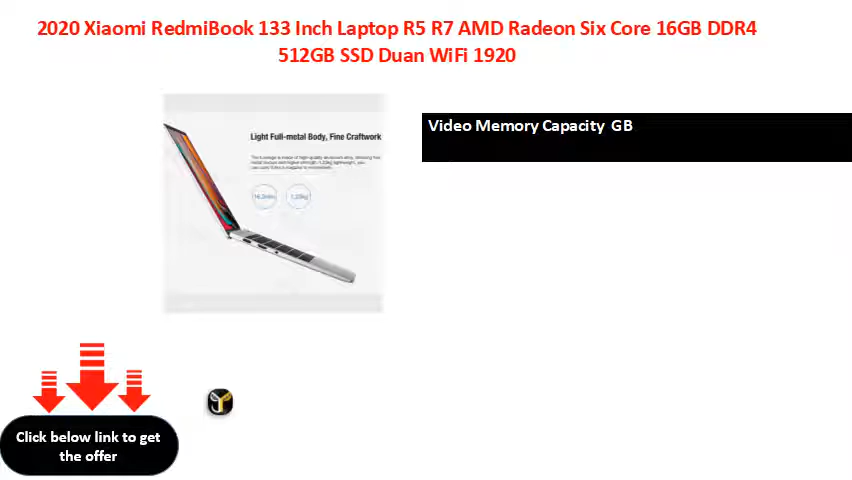 2020 Xiaomi RedmiBook 133 Inch Laptop R5 R7 AMD Radeon Six Core 16GB DDR4
512GB SSD Duan WiFi 1920
Light Full-metal Body, Fine Craftwork
Video Memory Capacity GB
Click below link to get
the offer